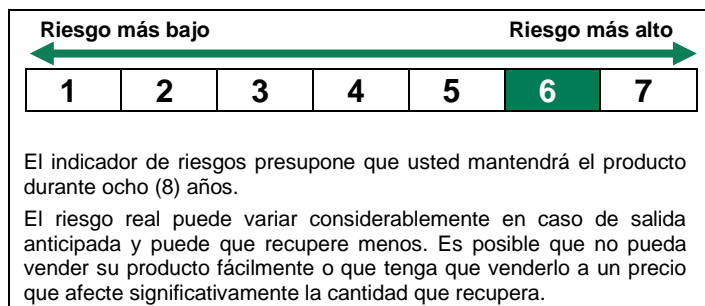 Riesgo más bajo Riesgo más alto
1 2 3 4 5 6 7
El indicador de riesgos presupone que usted mantendrá el producto
durante ocho (8) años.
El riesgo real puede variar considerablemente en caso de salida
anticipada y puede que recupere menos. Es posible que no pueda
vender su producto fácilmente o que tenga que venderlo a un precio
que afecte significativamente la cantidad que recupera.